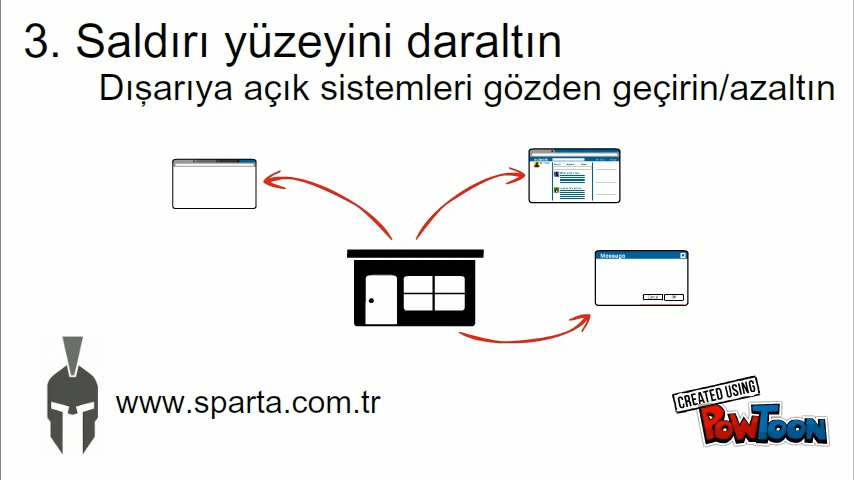 3. Saldırı yüzeyini daraltın
Dışarıya açık sistemleri gözden geçirin/azaltın
Message
www.sparta.com.tr
CREATED USING
POWTOON